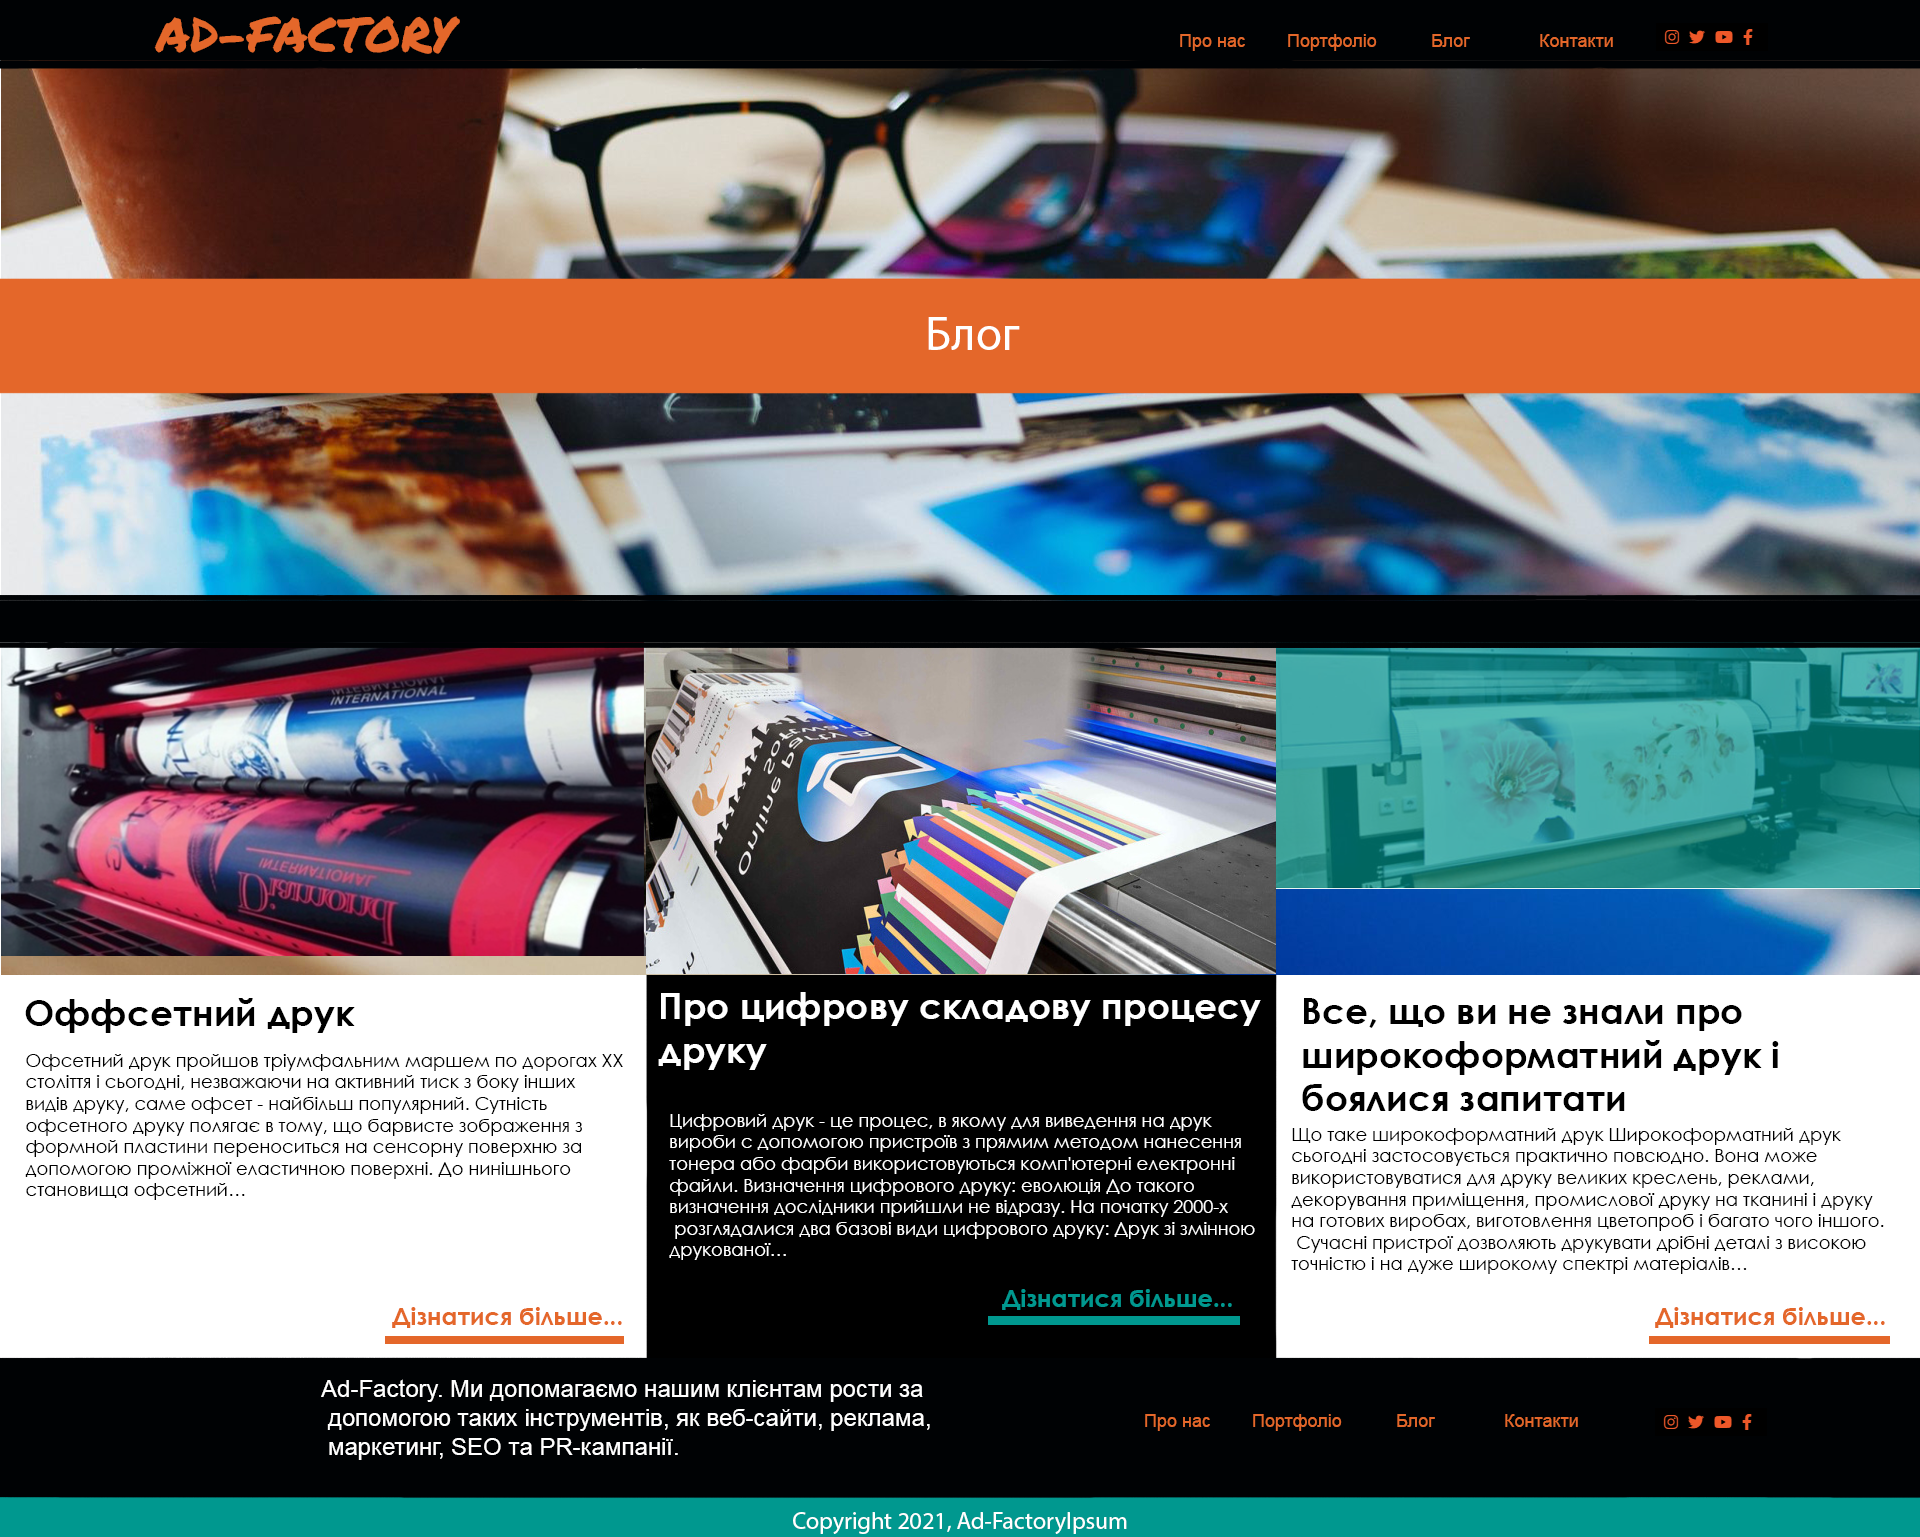 AD-FACTORY
Про нас Портфоліо Блог Контакти
Блог
INTERNATIONAL
INTERNATIONAL
Оффсетний друк
Офсетний друк пройшов тріумфальним маршем по дорогах XX
століття і сьогодні, незважаючи на активний тиск з боку інших
видів друку, саме офсет - найбільш популярний. Сутність
офсетного друку полягає в тому, що барвисте зображення з
формной пластини переноситься на сенсорну поверхню за
допомогою проміжної еластичною поверхні. До нинішнього
становища офсетний...
Дізнатися більше...
Про цифрову складову процесу
друку
Цифровий друк - це процес, в якому для виведення на друк
вироби с допомогою пристроїв з прямим методом нанесення
тонера або фарби використовуються комп'ютерні електронні
файли. Визначення цифрового друку: еволюція До такого
визначення дослідники прийшли не відразу. На початку 2000-х
розглядалися два базові види цифрового друку: Друк зі змінною
друкованої...
Дізнатися більше...
Все, що ви не знали про
широкоформатний друк і
боялися запитати
Що таке широкоформатний друк Широкоформатний друк
сьогодні застосовується практично повсюдно. Вона може
використовуватися для друку великих креслень, реклами,
декорування приміщення, промислової друку на тканині і друку
на готових виробах, виготовлення цветопроб і багато чого іншого.
Сучасні пристрої дозволяють друкувати дрібні деталі з високою
точністю і на дуже широкому спектрі матеріалів...
Дізнатися більше...
Ad-Factory. Ми допомагаємо нашим клієнтам рости за
допомогою таких інструментів, як веб-сайти, реклама,
маркетинг, SEO та PR-кампанії.
Про нас Портфоліо Блог Контакти
Copyright 2021, Ad-FactoryIpsum